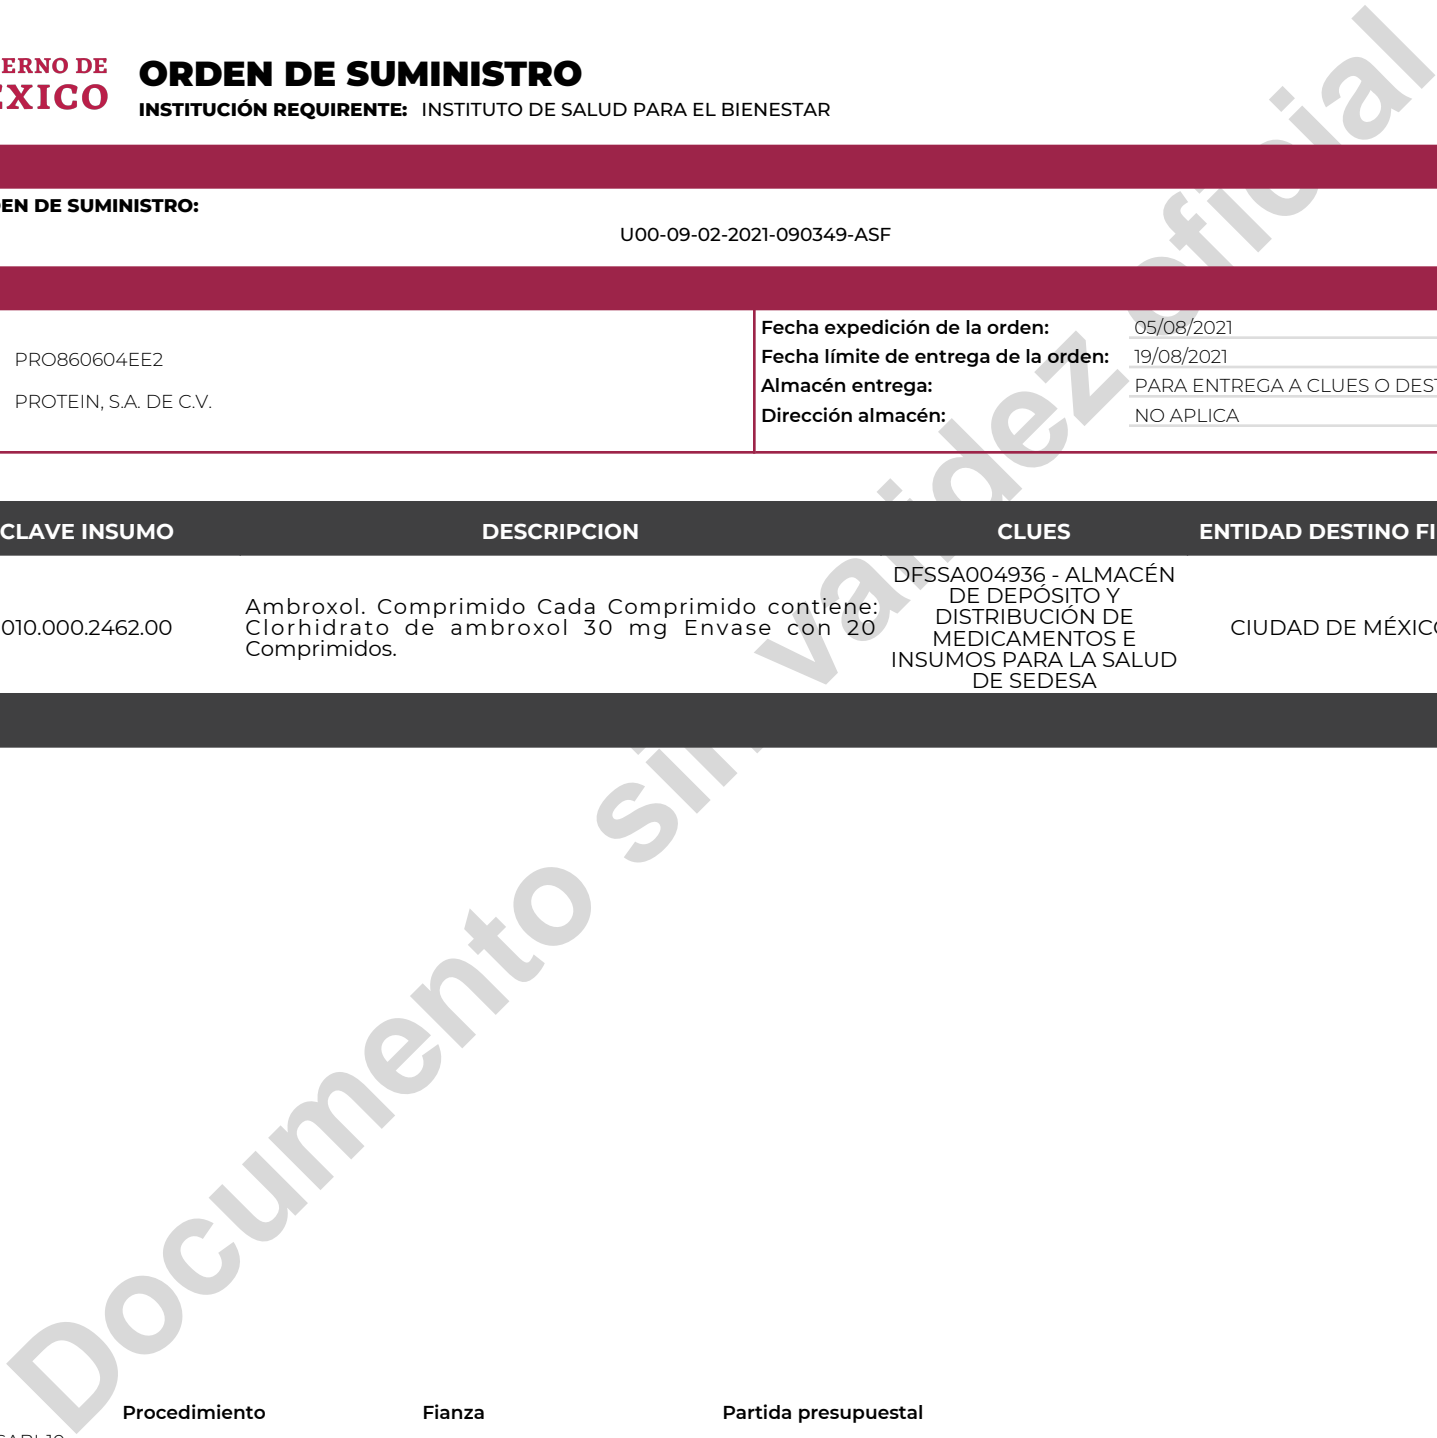 ERNO DE
ÉXICO
ORDEN DE SUMINISTRO
INSTITUCIÓN REQUIRENTE: INSTITUTO DE SALUD PARA EL BIENESTAR
EN DE SUMINISTRO:
U00-09-02-2021-090349-ASF
PRO860604EE2
PROTEIN, S.A. DE C.V.
Fecha expedición de la orden: 05/08/2021
Fecha límite de entrega de la orden: 19/08/2021
Almacén entrega: PARA ENTREGA A CLUES O DEST
Dirección almacén: NO APLICA
CLAVE INSUMO DESCRIPCION CLUES ENTIDAD DESTINO FI
010.000.2462.00
Ambroxol. Comprimido Cada Comprimido contiene:
Clorhidrato de ambroxol 30 mg Envase con 20
Comprimidos.
DFSSA004936 - ALMACÉN
DE DEPÓSITO Y
DISTRIBUCIÓN DE
MEDICAMENTOS E
INSUMOS PARA LA SALUD
DE SEDESA
CIUDAD DE MÉXICO
Documento sin validez oficial
Procedimiento Fianza Partida presupuestal